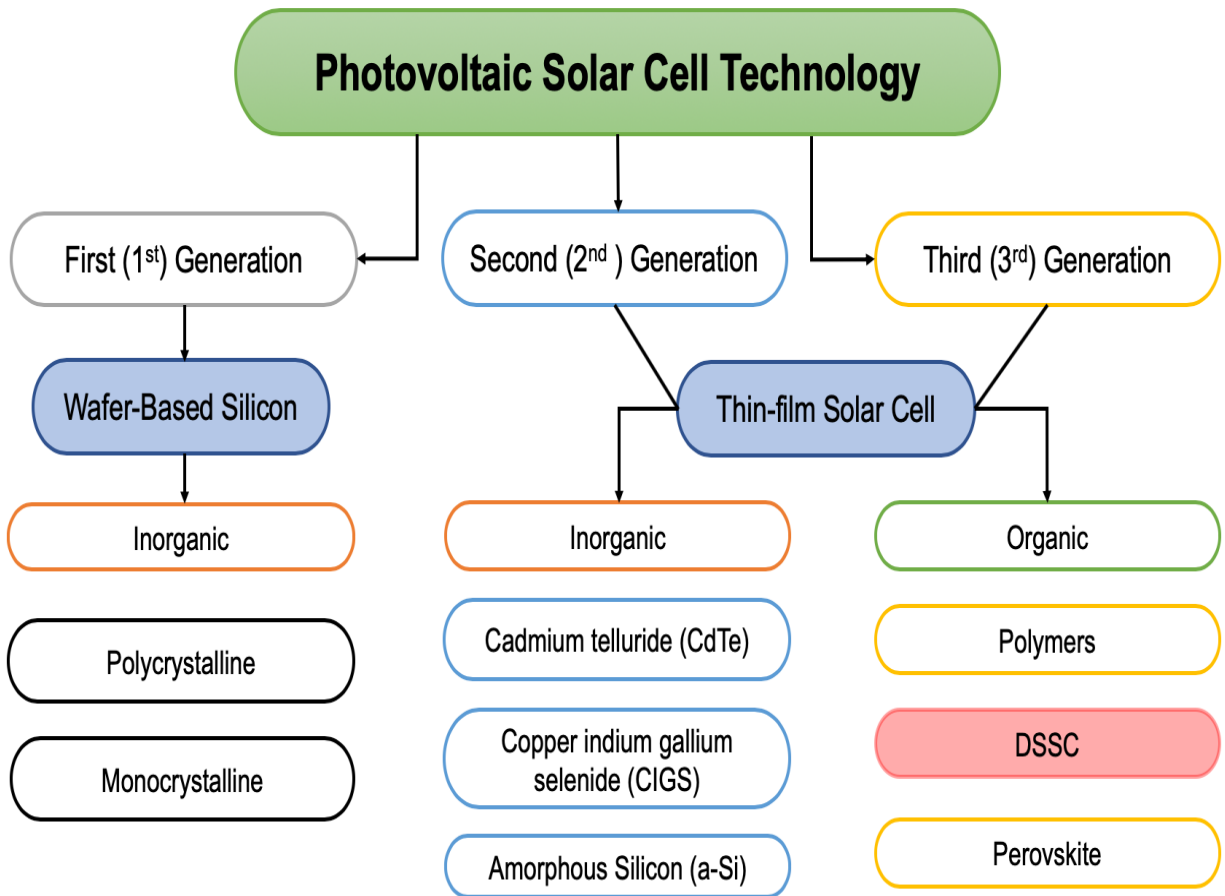 Photovoltaic Solar Cell Technology
First (1st) Generation
Second (2nd ) Generation
Third (3rd) Generation
Wafer-Based Silicon
Thin-film Solar Cell
Inorganic
Inorganic
Organic
Polycrystalline
Monocrystalline
Cadmium telluride (CdTe)
Copper indium gallium
selenide (CIGS)
Amorphous Silicon (a-Si)
Polymers
DSSC
Perovskite